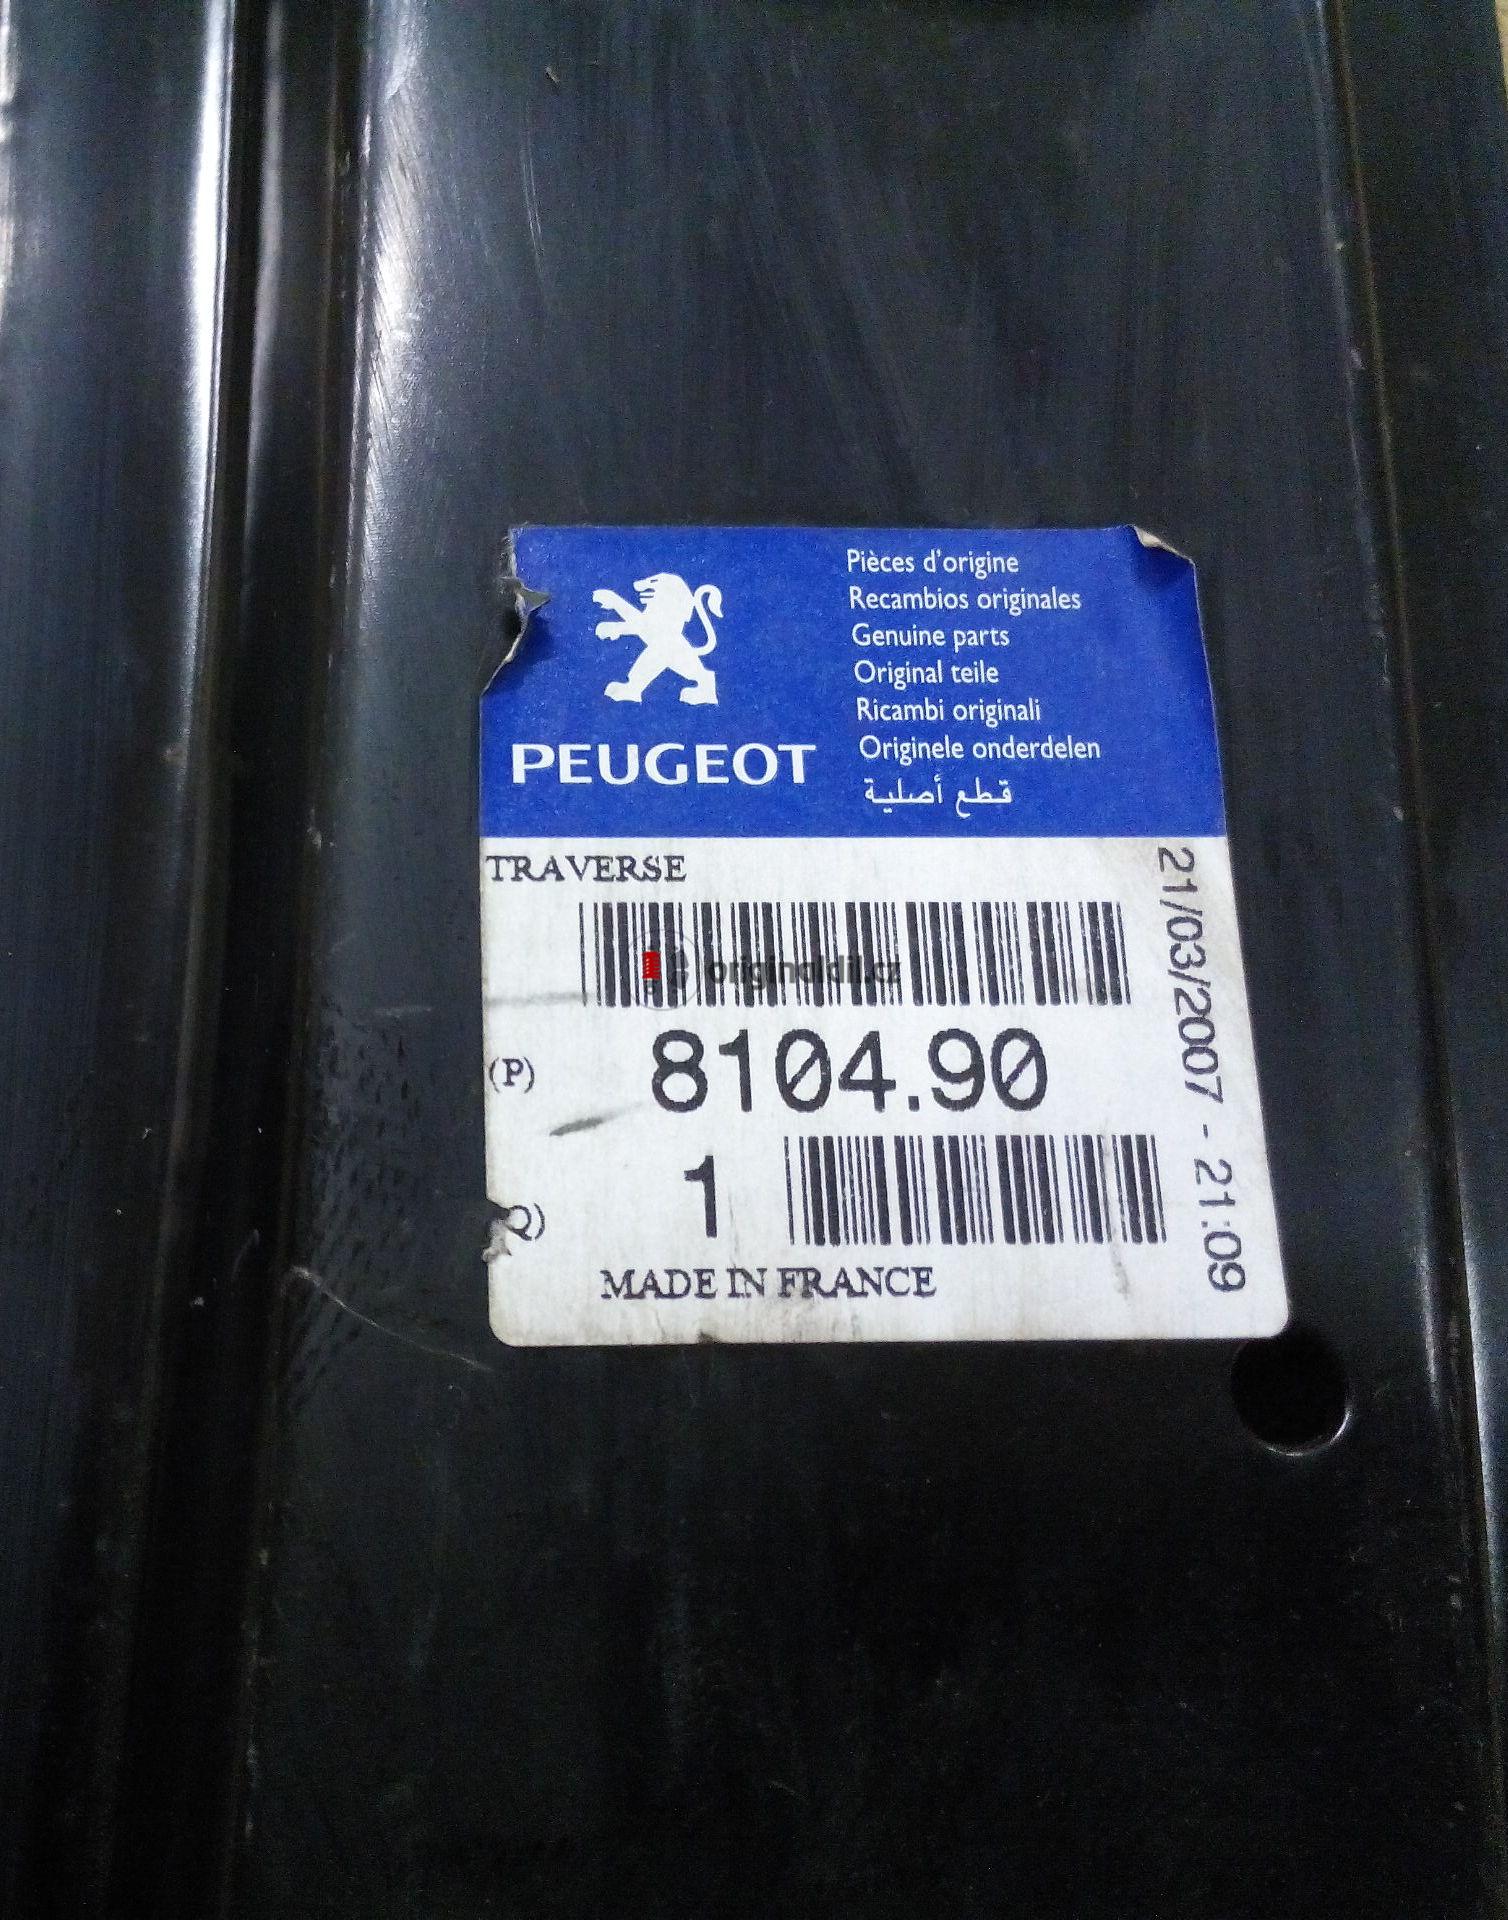 Pièces d'origine
Recambios originales
Genuine parts
Original teile
Ricambi originali
Originele onderdelen
قطع أصلية
PEUGEOT
TRAVERSE
21/03/2007 - 21:09
originaldil.cz
(P) 8104.90
Q) 1
MADE IN FRANCE